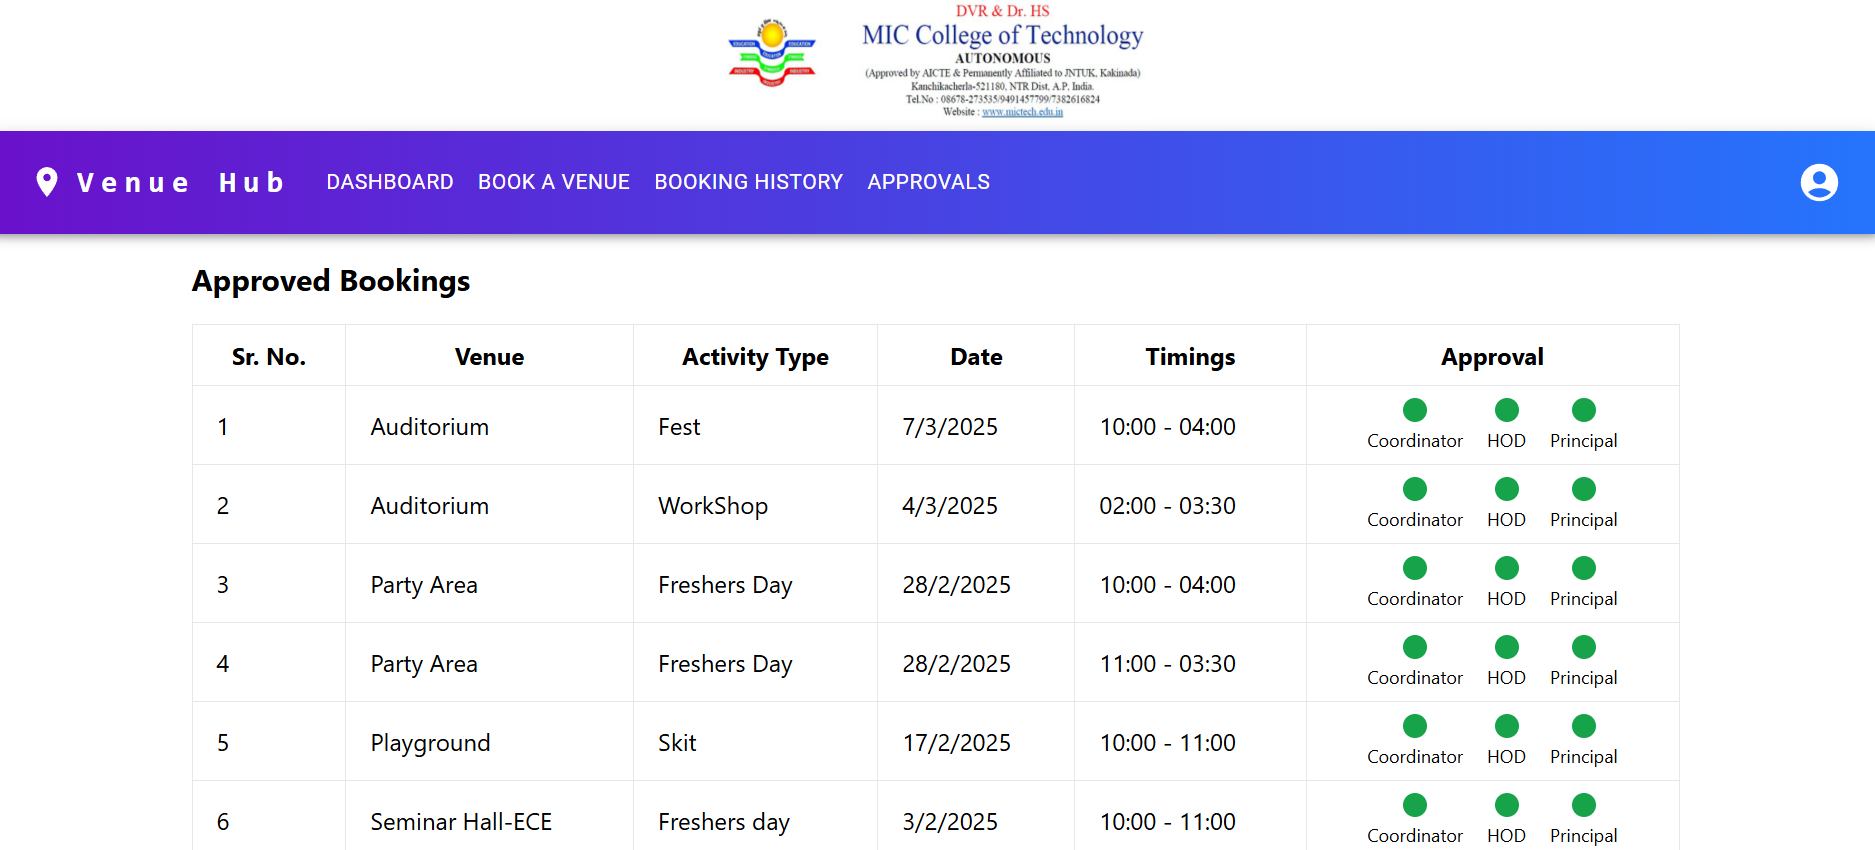 DVR & Dr. HS
MIC College of Technology
AUTONOMOUS
(Approved by AICTE & Permanently Affiliated to JNTUK, Kakinada)
Kanchikacherla-521180, NTR Dist, A.P, India.
Tel.No : 08678-273535/9491457799/7382616824
Website : www.mictech.edu.in
EDUCATION EDUCATION
INDUSTRY INDUSTRY
Venue Hub DASHBOARD BOOK A VENUE BOOKING HISTORY APPROVALS
Approved Bookings
Sr. No. Venue Activity Type Date Timings Approval
1 Auditorium Fest 7/3/2025 10:00 - 04:00 Coordinator HOD Principal
2 Auditorium WorkShop 4/3/2025 02:00 - 03:30 Coordinator HOD Principal
3 Party Area Freshers Day 28/2/2025 10:00 - 04:00 Coordinator HOD Principal
4 Party Area Freshers Day 28/2/2025 11:00 - 03:30 Coordinator HOD Principal
5 Playground Skit 17/2/2025 10:00 - 11:00 Coordinator HOD Principal
6 Seminar Hall-ECE Freshers day 3/2/2025 10:00 - 11:00 Coordinator HOD Principal